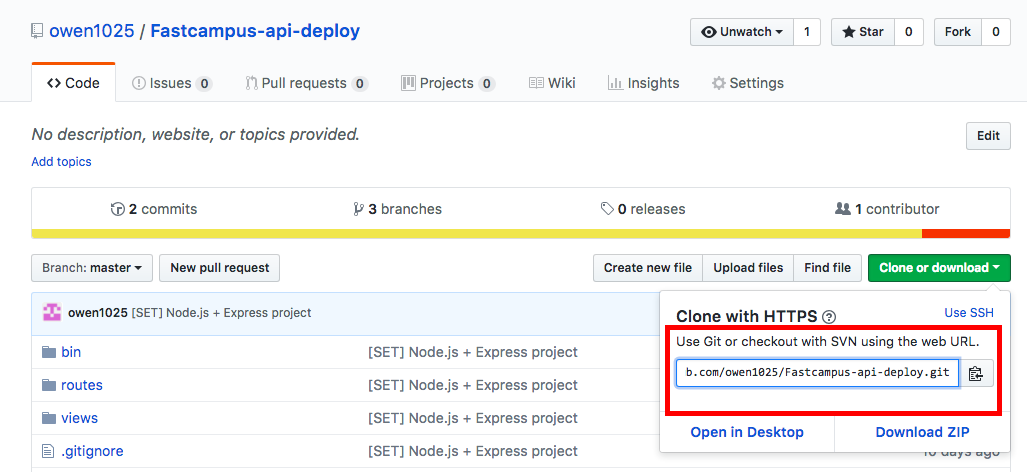 owen1025 / Fastcampus-api-deploy
Unwatch 1 Star 0 Fork 0
Code Issues 0 Pull requests 0 Projects 0 Wiki Insights Settings
No description, website, or topics provided. Edit
Add topics
2 commits 3 branches 0 releases 1 contributor
Branch: master New pull request Create new file Upload files Find file Clone or download
owen1025 [SET] Node.js + Express project
Clone with HTTPS ? Use SSH
Use Git or checkout with SVN using the web URL.
b.com/owen1025/Fastcampus-api-deploy.git
Open in Desktop Download ZIP
bin [SET] Node.js + Express project
routes [SET] Node.js + Express project
views [SET] Node.js + Express project
.gitignore [SET] Node.js + Express project 10 days ago